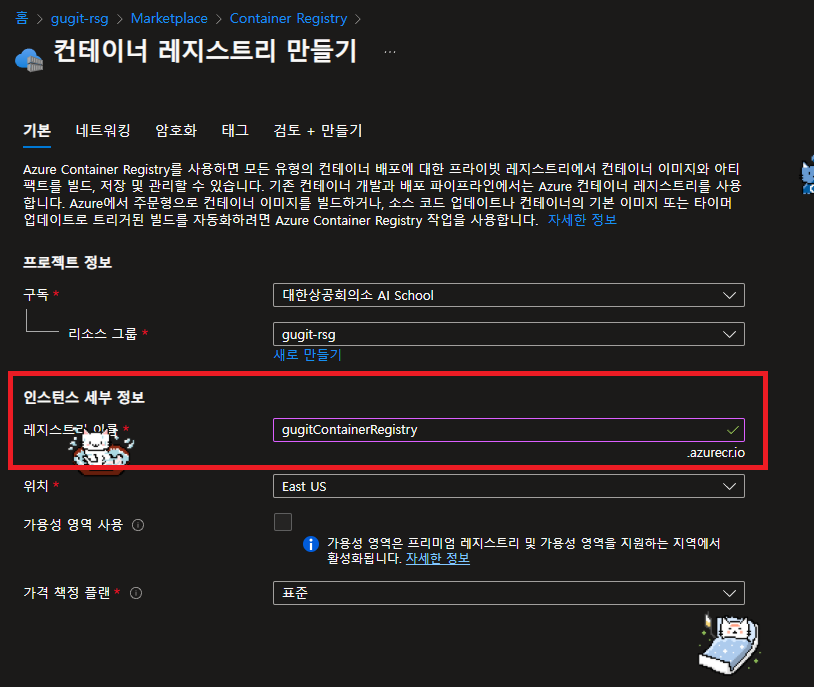 홈 > gugit-rsg > Marketplace > Container Registry >
컨테이너 레지스트리 만들기 ...
기본 네트워킹 암호화 태그 검토 + 만들기
Azure Container Registry를 사용하면 모든 유형의 컨테이너 배포에 대한 프라이빗 레지스트리에서 컨테이너 이미지와 아티
팩트를 빌드, 저장 및 관리할 수 있습니다. 기존 컨테이너 개발과 배포 파이프라인에서는 Azure 컨테이너 레지스트리를 사용
합니다. Azure에서 주문형으로 컨테이너 이미지를 빌드하거나, 소스 코드 업데이트나 컨테이너의 기본 이미지 또는 타이머
업데이트로 트리거된 빌드를 자동화하려면 Azure Container Registry 작업을 사용합니다. 자세한 정보
프로젝트 정보
구독 * 대한상공회의소 AI School
리소스 그룹 * gugit-rsg
새로 만들기
인스턴스 세부 정보
레지스트리 이름 * gugitContainerRegistry
.azurecr.io
위치 * East US
가용성 영역 사용
가용성 영역은 프리미엄 레지스트리 및 가용성 영역을 지원하는 지역에서
활성화됩니다. 자세한 정보
가격 책정 플랜 * 표준